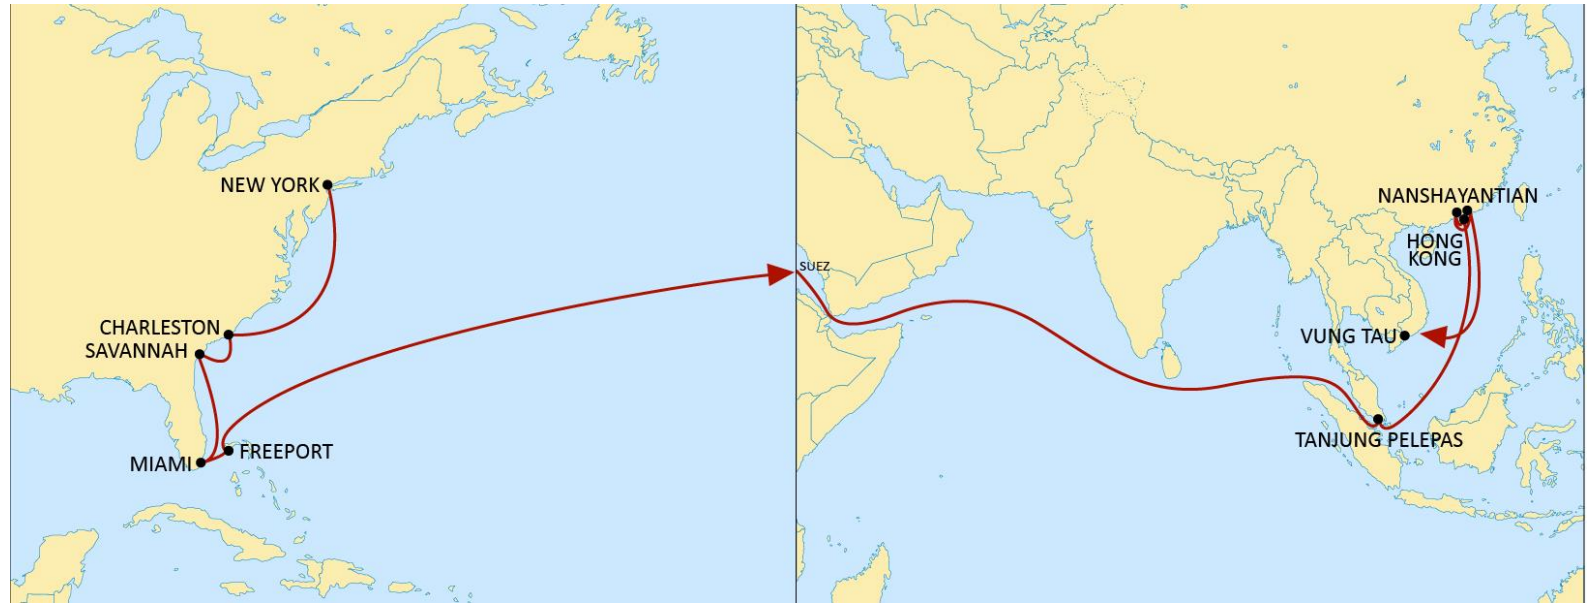 NEW YORK
CHARLESTON
SAVANNAH
MIAMI
FREEPORT
SUEZ
NANSHAYANTIAN
HONG
KONG
VUNG TAU
TANJUNG PELEPAS